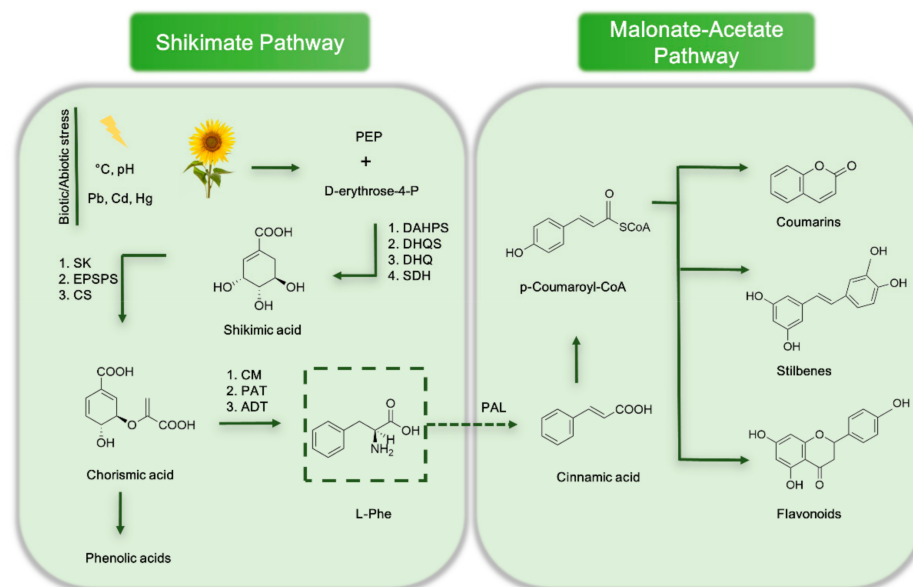 Shikimate Pathway
Malonate-Acetate
Pathway
Biotic/Abiotic stress
°C, pH
Pb, Cd, Hg
PEP
+
D-erythrose-4-P
1. DAHPS
2. DHQS
3. DHQ
4. SDH
COOH
HO
OH
OH
Shikimic acid
1. SK
2. EPSPS
3. CS
COOH
O
COOH
OH
Chorismic acid
Phenolic acids
1. CM
2. PAT
3. ADT
O
OH
H
NH2
L-Phe
PAL
COOH
Cinnamic acid
O
SCoA
HO
p-Coumaroyl-CoA
O
O
Coumarins
HO
OH
HO
OH
Stilbenes
OH
HO
O
OH
O
Flavonoids